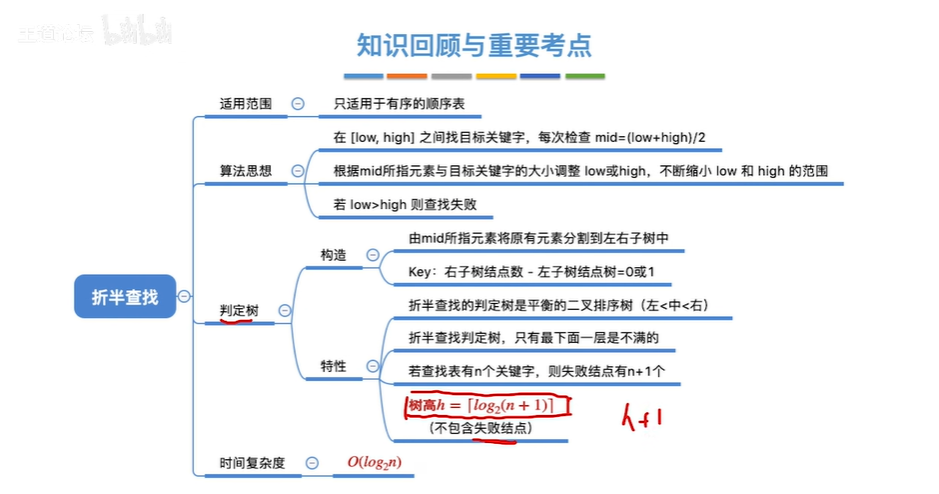 知识回顾与重要考点
适用范围
只适用于有序的顺序表
在 [low, high] 之间找目标关键字，每次检查 mid=(low+high)/2
算法思想
根据mid所指元素与目标关键字的大小调整 low或high，不断缩小 low 和 high 的范围
若 low>high 则查找失败
由mid所指元素将原有元素分割到左右子树中
构造
Key：右子树结点数 - 左子树结点树=0或1
折半查找
判定树
折半查找的判定树是平衡的二叉排序树（左<中<右）
折半查找判定树，只有最下面一层是不满的
特性
若查找表有n个关键字，则失败结点有n+1个
树高h = ⌈log₂(n + 1)⌉
（不包含失败结点）
h+1
时间复杂度
O(log₂n)